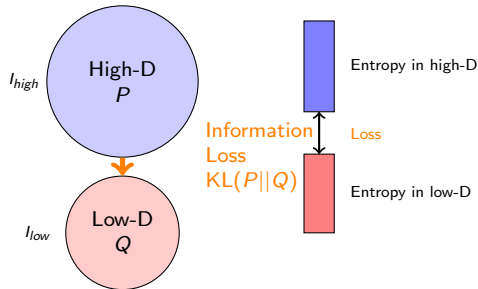 High-D
P
I_high
Entropy in high-D
Information
Loss
KL(P||Q)
Loss
Low-D
Q
I_low
Entropy in low-D